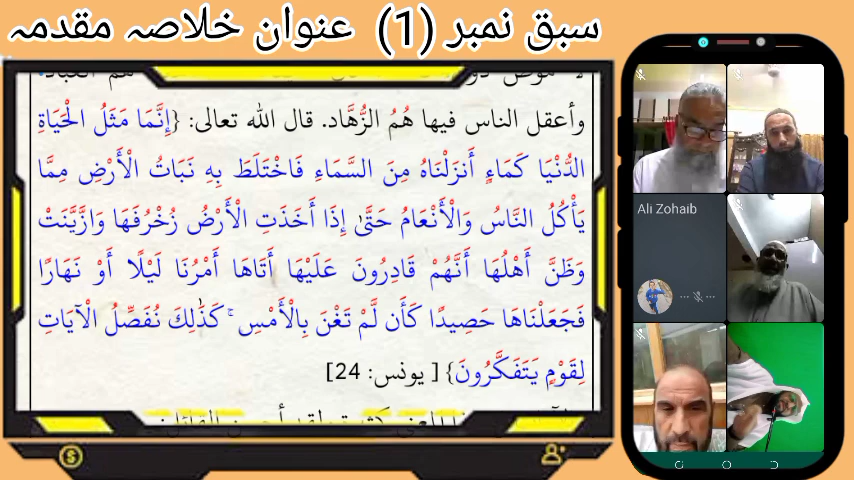 سبق نمبر (1) عنوان خلاصہ مقدمہ
وأعقل الناس فيها هُمُ الزُّهَّاد. قال الله تعالى: {إِنَّمَا مَثَلُ الْحَيَاةِ
الدُّنْيَا كَمَاءٍ أَنزَلْنَاهُ مِنَ السَّمَاءِ فَاخْتَلَطَ بِهِ نَبَاتُ الْأَرْضِ مِمَّا
يَأْكُلُ النَّاسُ وَالْأَنْعَامُ حَتَّىٰ إِذَا أَخَذَتِ الْأَرْضُ زُخْرُفَهَا وَازَّيَّنَتْ
وَظَنَّ أَهْلُهَا أَنَّهُمْ قَادِرُونَ عَلَيْهَا أَتَاهَا أَمْرُنَا لَيْلًا أَوْ نَهَارًا
فَجَعَلْنَاهَا حَصِيدًا كَأَن لَّمْ تَغْنَ بِالْأَمْسِ ۚ كَذَٰلِكَ نُفَصِّلُ الْآيَاتِ
لِقَوْمٍ يَتَفَكَّرُونَ} [ يونس: 24]
Ali Zohaib